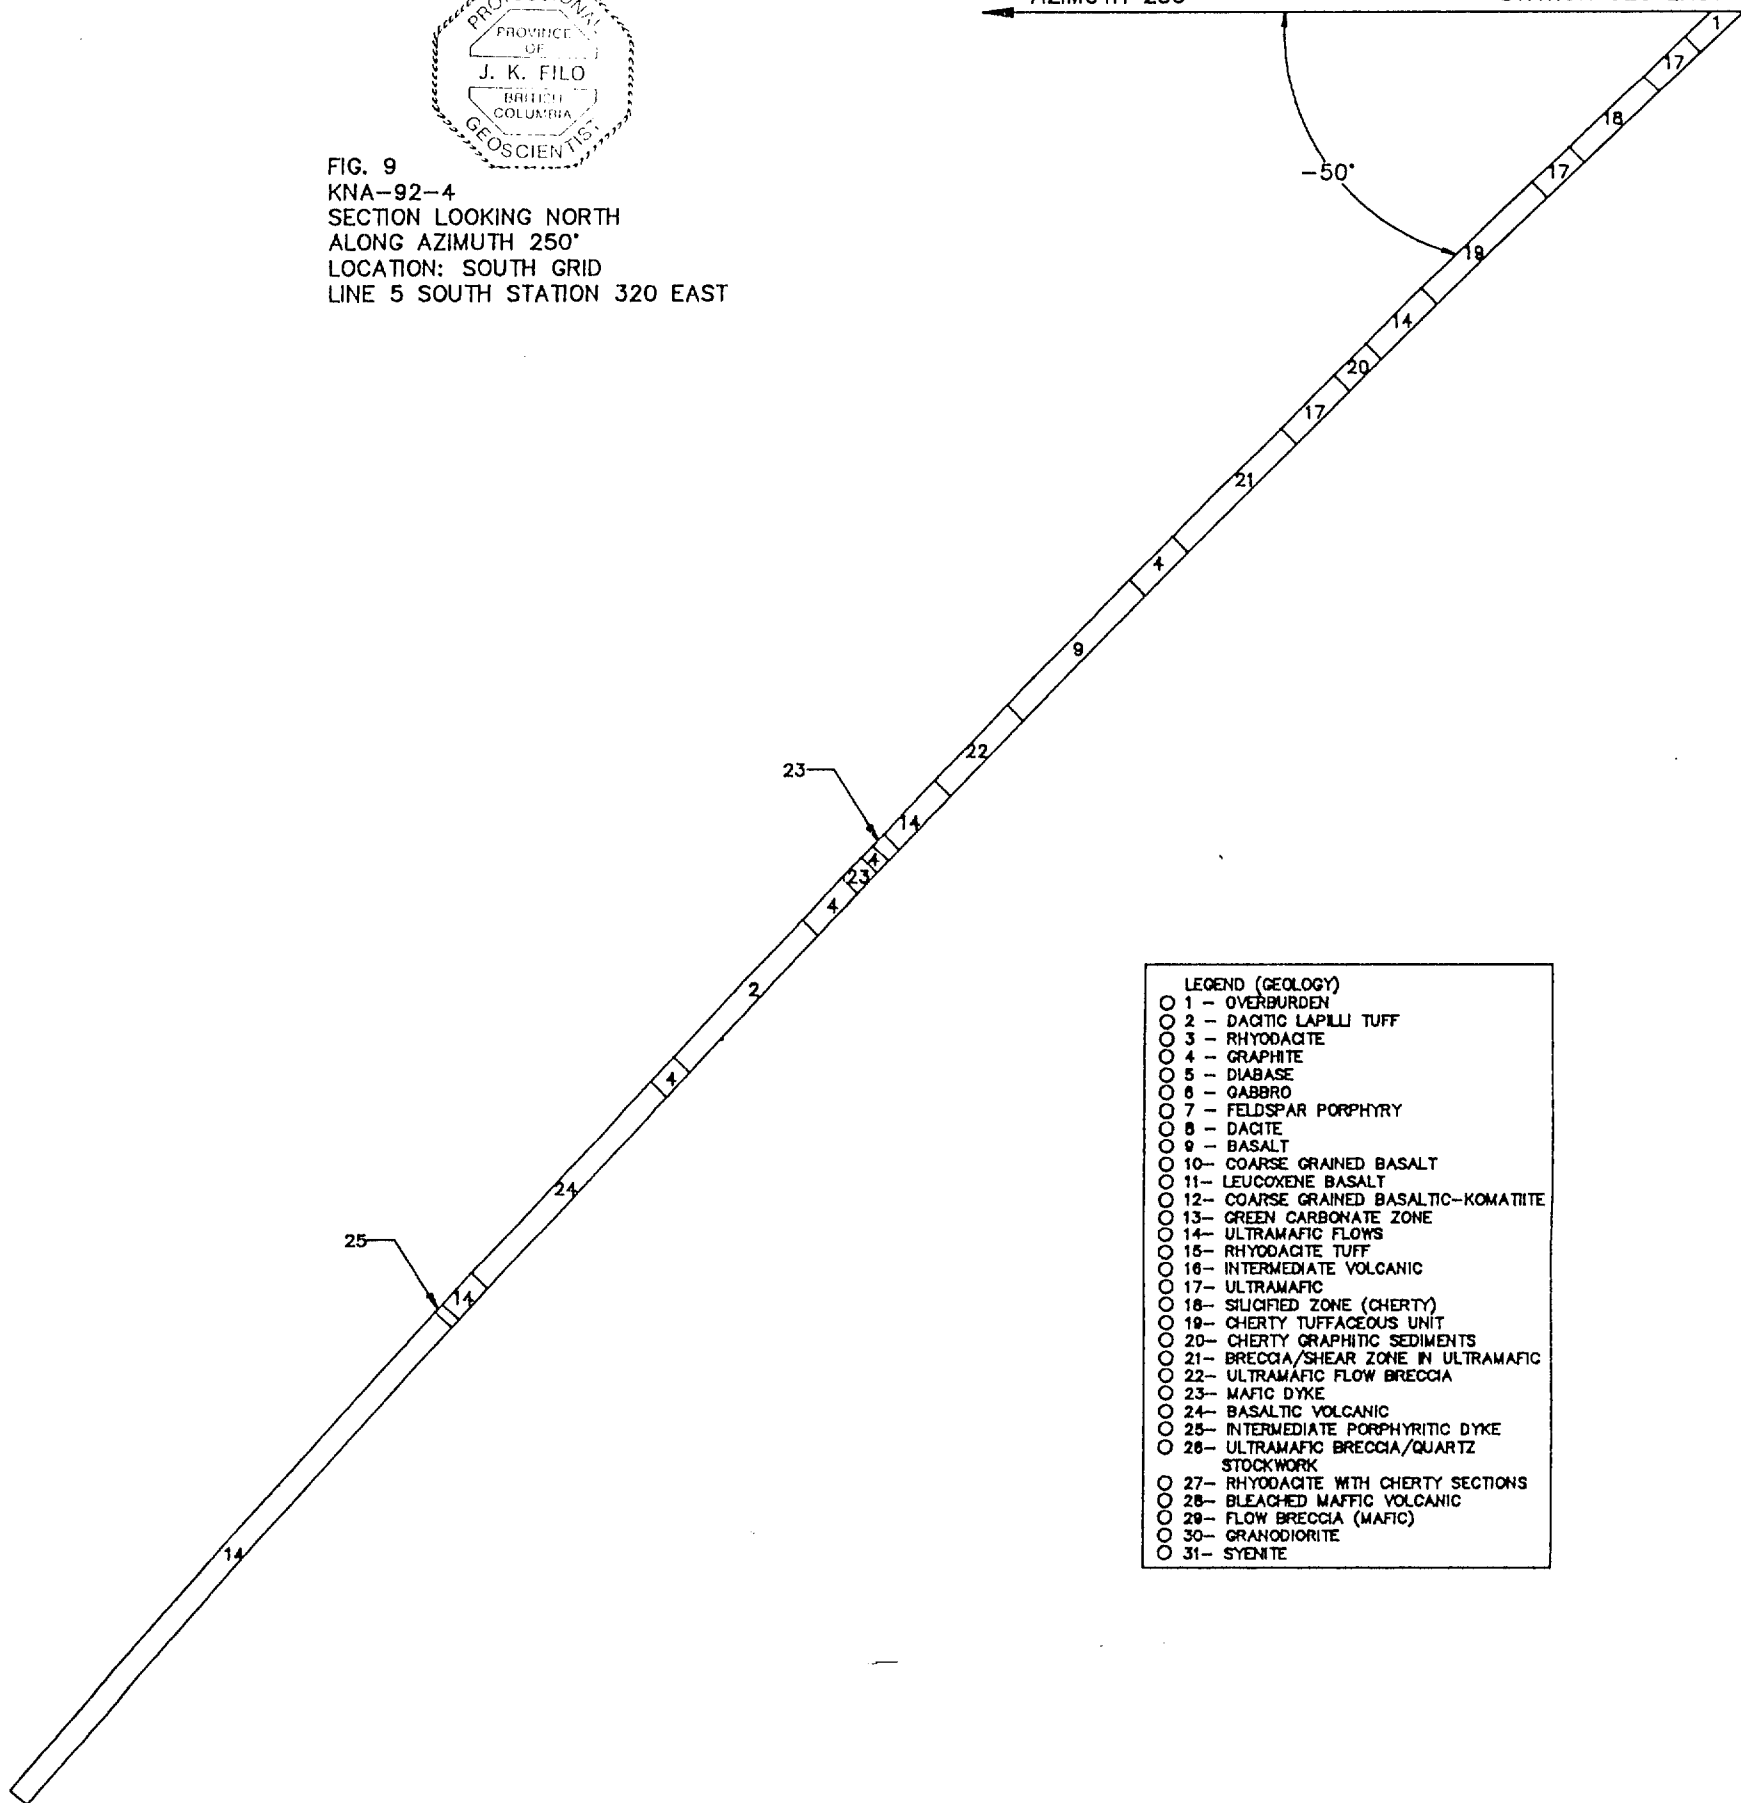 PROFESSIONAL
PROVINCE
OF
J. K. FILO
BRITISH
COLUMBIA
GEOSCIENTIST
FIG. 9
KNA-92-4
SECTION LOOKING NORTH
ALONG AZIMUTH 250°
LOCATION: SOUTH GRID
LINE 5 SOUTH STATION 320 EAST
-50°
1
17
18
17
19
14
20
17
21
4
9
22
14
23
4
23
4
2
4
24
14
25
14
LEGEND (GEOLOGY)
1 - OVERBURDEN
2 - DACITIC LAPILLI TUFF
3 - RHYODACITE
4 - GRAPHITE
5 - DIABASE
6 - GABBRO
7 - FELDSPAR PORPHYRY
8 - DACITE
9 - BASALT
10- COARSE GRAINED BASALT
11- LEUCOXENE BASALT
12- COARSE GRAINED BASALTIC-KOMATIITE
13- GREEN CARBONATE ZONE
14- ULTRAMAFIC FLOWS
15- RHYODACITE TUFF
16- INTERMEDIATE VOLCANIC
17- ULTRAMAFIC
18- SILICIFIED ZONE (CHERTY)
19- CHERTY TUFFACEOUS UNIT
20- CHERTY GRAPHITIC SEDIMENTS
21- BRECCIA/SHEAR ZONE IN ULTRAMAFIC
22- ULTRAMAFIC FLOW BRECCIA
23- MAFIC DYKE
24- BASALTIC VOLCANIC
25- INTERMEDIATE PORPHYRITIC DYKE
26- ULTRAMAFIC BRECCIA/QUARTZ
STOCKWORK
27- RHYODACITE WITH CHERTY SECTIONS
28- BLEACHED MAFFIC VOLCANIC
29- FLOW BRECCIA (MAFIC)
30- GRANODIORITE
31- SYENITE